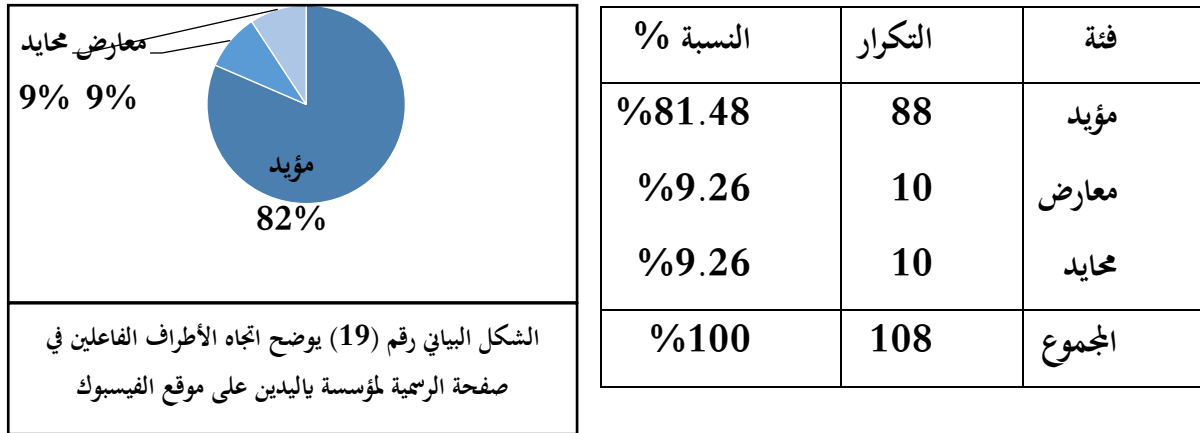 فئة التكرار النسبة %
مؤيد 88 %81.48
معارض 10 %9.26
محايد 10 %9.26
المجموع 108 %100
معارض محايد
9% 9%
مؤيد
82%
الشكل البياني رقم (19) يوضح اتجاه الأطراف الفاعلين في
صفحة الرسمية لمؤسسة ياليدين على موقع الفيسبوك